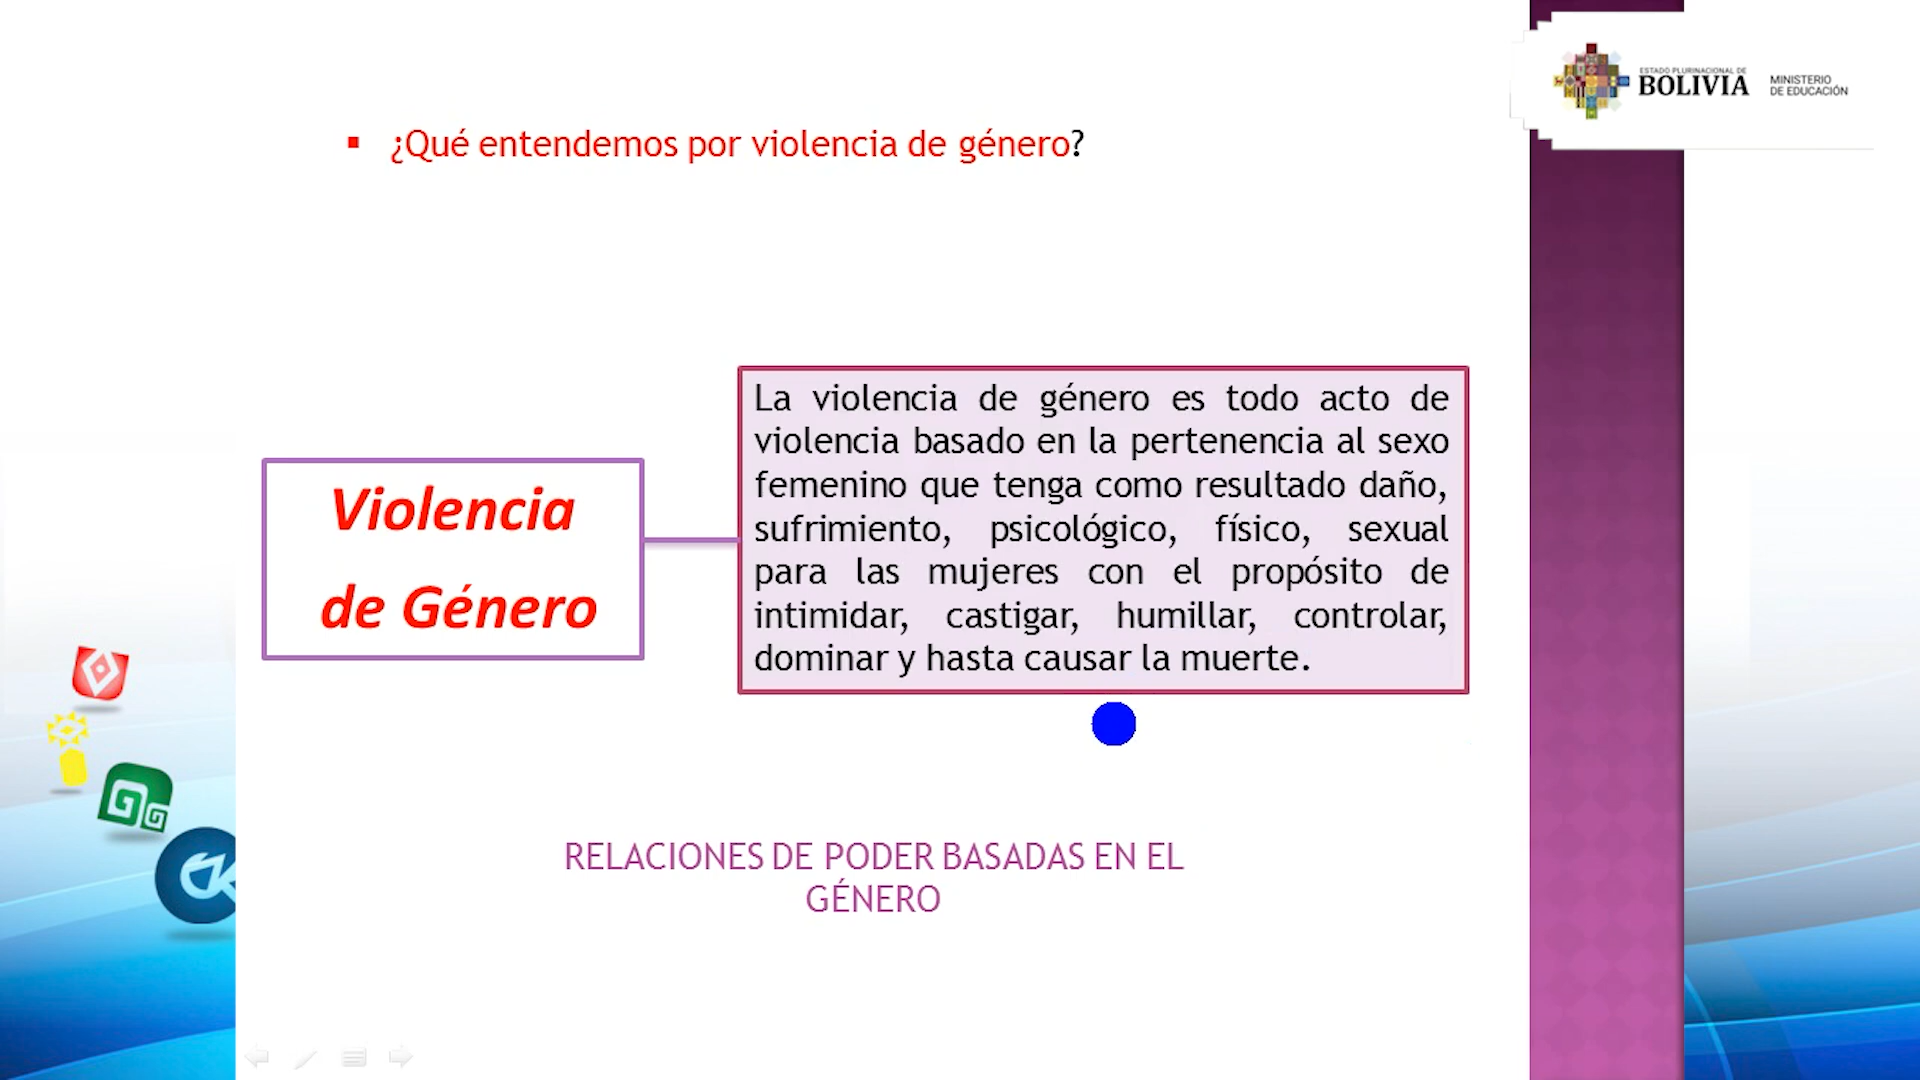 ESTADO PLURINACIONAL DE
BOLIVIA
MINISTERIO
DE EDUCACIÓN
¿Qué entendemos por violencia de género?
Violencia
de Género
La violencia de género es todo acto de
violencia basado en la pertenencia al sexo
femenino que tenga como resultado daño,
sufrimiento, psicológico, físico, sexual
para las mujeres con el propósito de
intimidar, castigar, humillar, controlar,
dominar y hasta causar la muerte.
RELACIONES DE PODER BASADAS EN EL
GÉNERO